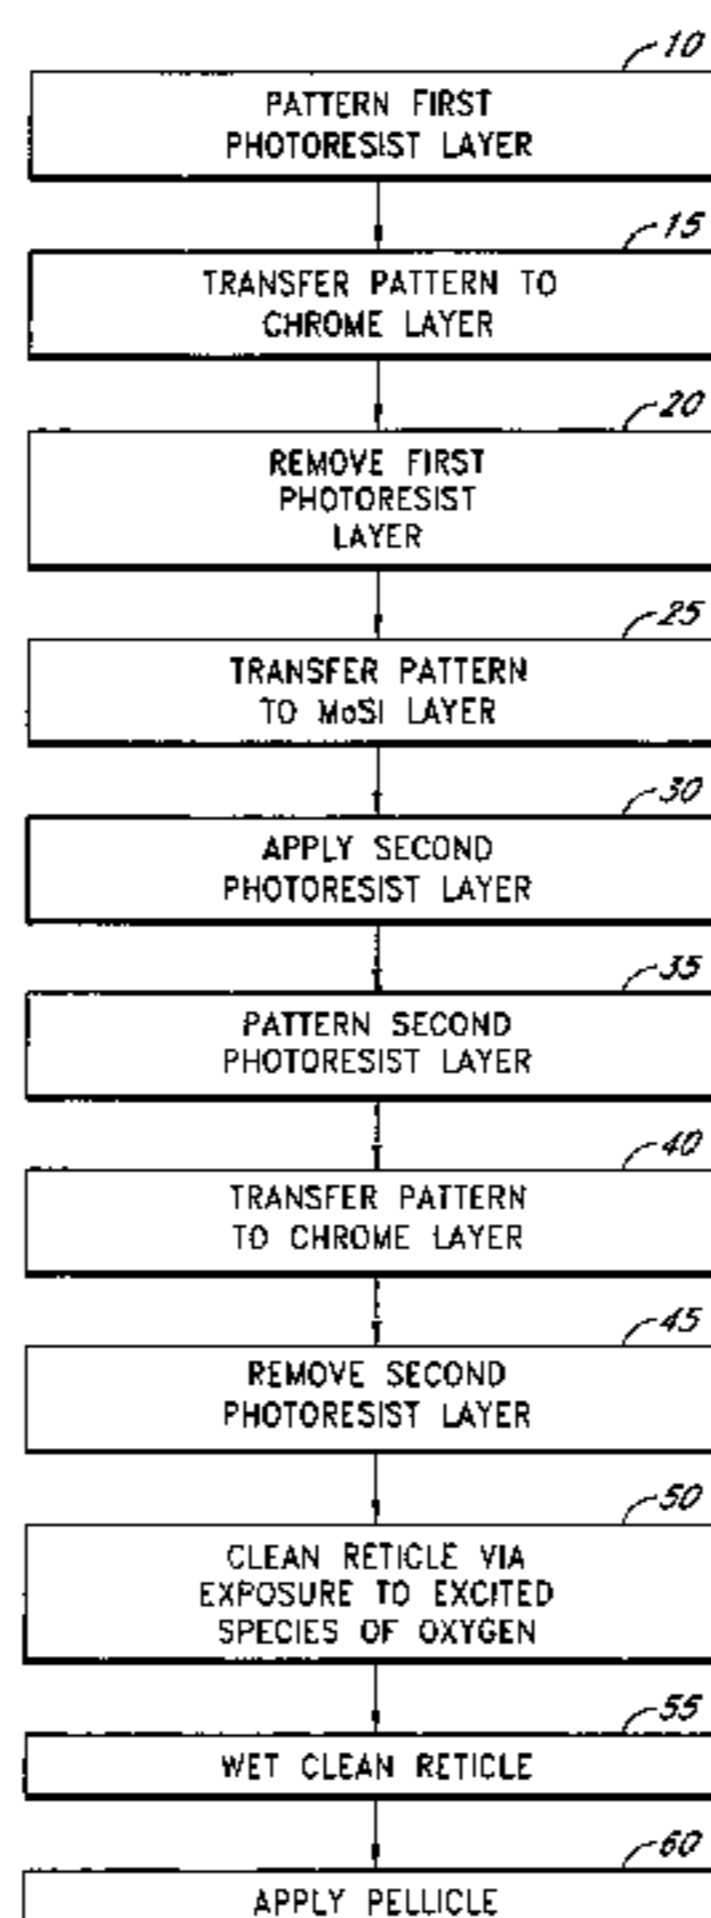 10
PATTERN FIRST
PHOTORESIST LAYER
15
TRANSFER PATTERN TO
CHROME LAYER
20
REMOVE FIRST
PHOTORESIST
LAYER
25
TRANSFER PATTERN
TO MoSi LAYER
30
APPLY SECOND
PHOTORESIST LAYER
35
PATTERN SECOND
PHOTORESIST LAYER
40
TRANSFER PATTERN
TO CHROME LAYER
45
REMOVE SECOND
PHOTORESIST LAYER
50
CLEAN RETICLE VIA
EXPOSURE TO EXCITED
SPECIES OF OXYGEN
55
WET CLEAN RETICLE
60
APPLY PELLICLE